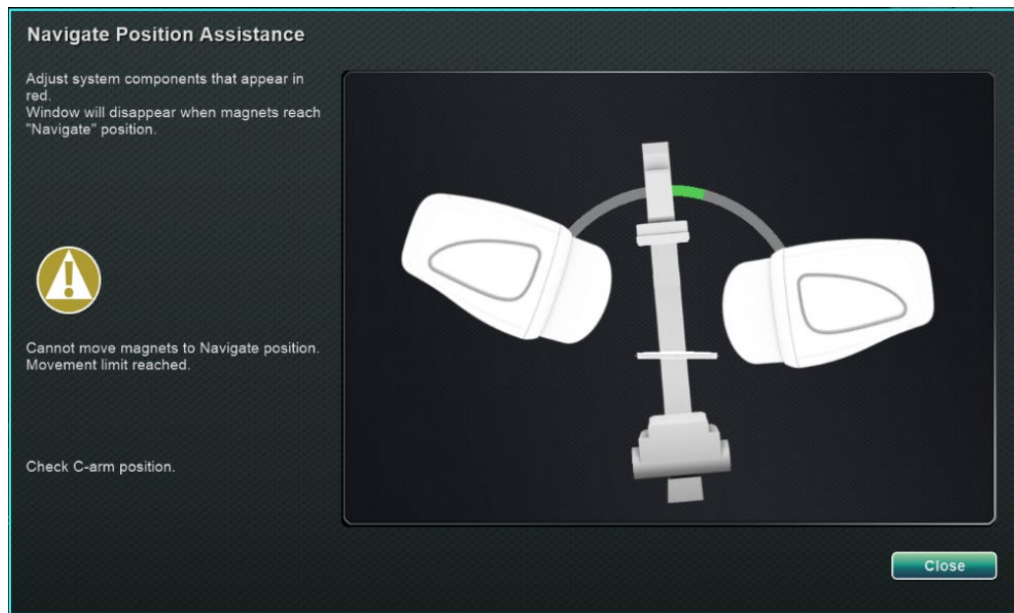 Navigate Position Assistance
Adjust system components that appear in
red.
Window will disappear when magnets reach
"Navigate" position.
Cannot move magnets to Navigate position.
Movement limit reached.
Check C-arm position.
Close